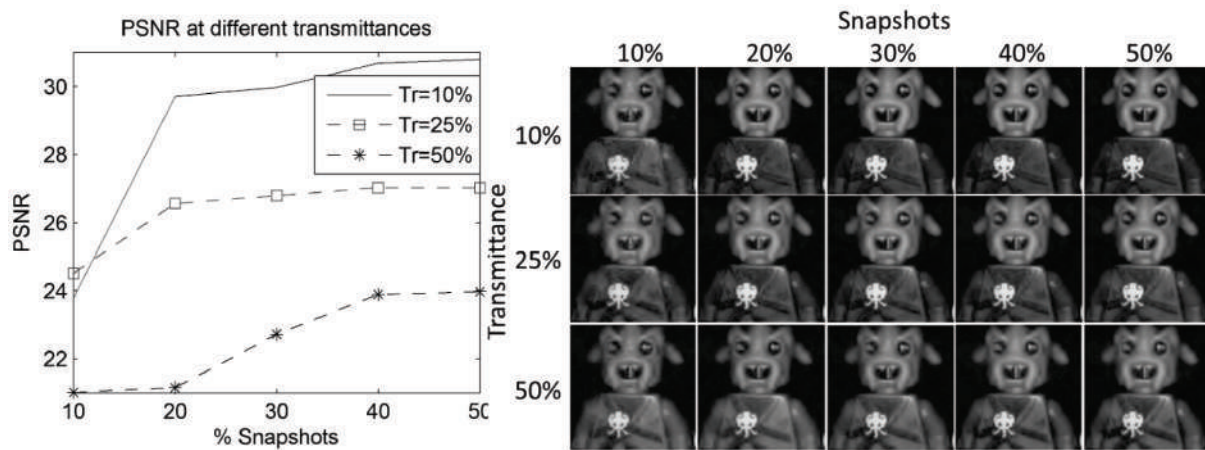 PSNR at different transmittances
PSNR
30
28
26
24
22
10
20
30
40
50
% Snapshots
Tr=10%
Tr=25%
Tr=50%
Snapshots
10% 20% 30% 40% 50%
Transmittance
10%
25%
50%